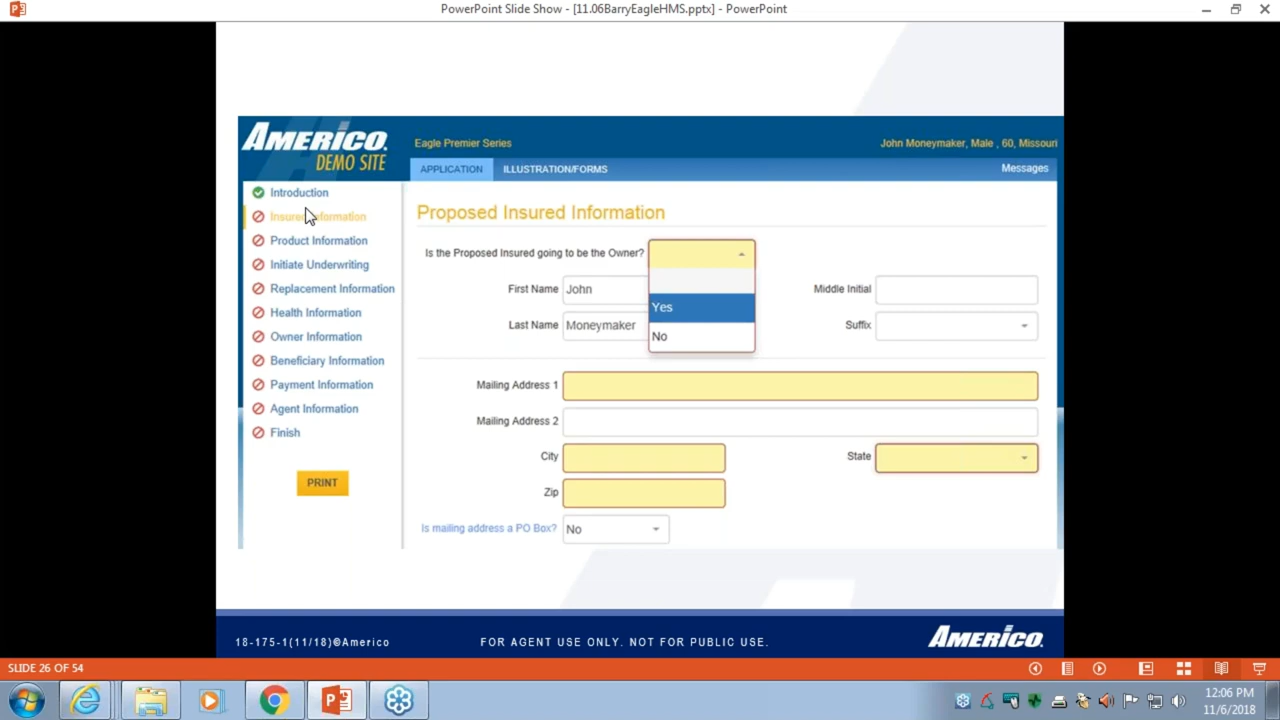 PowerPoint Slide Show - [11.06BarryEagleHMS.pptx] - PowerPoint
AMERICO.
DEMO SITE
Eagle Premier Series
John Moneymaker, Male , 60, Missouri
APPLICATION
ILLUSTRATION/FORMS
Messages
Introduction
Insured Information
Product Information
Initiate Underwriting
Replacement Information
Health Information
Owner Information
Beneficiary Information
Payment Information
Agent Information
Finish
PRINT
Proposed Insured Information
Is the Proposed Insured going to be the Owner?
Yes
No
First Name John
Middle Initial
Last Name Moneymaker
Suffix
Mailing Address 1
Mailing Address 2
City
State
Zip
Is mailing address a PO Box? No
18-175-1(11/18)©Americo
FOR AGENT USE ONLY. NOT FOR PUBLIC USE.
AMERICO.
SLIDE 26 OF 54
12:06 PM
11/6/2018